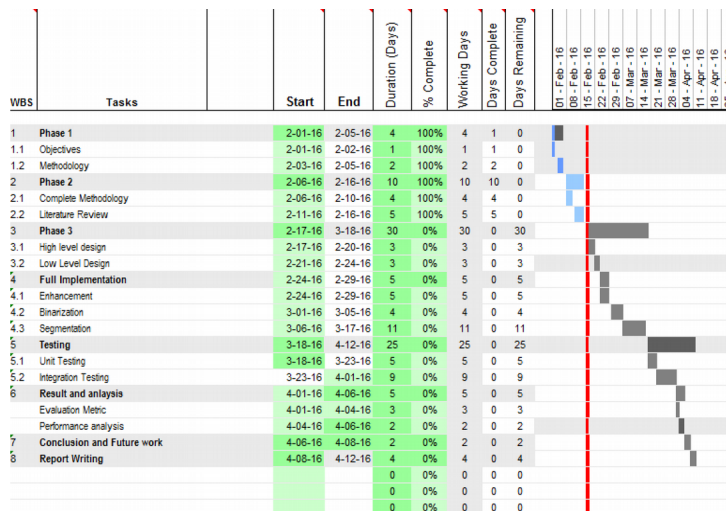 WBS Tasks Start End Duration (Days) % Complete Working Days Days Complete Days Remaining 01 - Feb - 16 08 - Feb - 16 15 - Feb - 16 22 - Feb - 16 29 - Feb - 16 07 - Mar - 16 14 - Mar - 16 21 - Mar - 16 28 - Mar - 16 04 - Apr - 16 11 - Apr - 16 18 - Apr - 16
1 Phase 1 2-01-16 2-05-16 4 100% 4 1 0
1.1 Objectives 2-01-16 2-02-16 1 100% 1 1 0
1.2 Methodology 2-03-16 2-05-16 2 100% 2 2 0
2 Phase 2 2-06-16 2-16-16 10 100% 10 10 0
2.1 Complete Methodology 2-06-16 2-10-16 4 100% 4 4 0
2.2 Literature Review 2-11-16 2-16-16 5 100% 5 5 0
3 Phase 3 2-17-16 3-18-16 30 0% 30 0 30
3.1 High level design 2-17-16 2-20-16 3 0% 3 0 3
3.2 Low Level Design 2-21-16 2-24-16 3 0% 3 0 3
4 Full Implementation 2-24-16 2-29-16 5 0% 5 0 5
4.1 Enhancement 2-24-16 2-29-16 5 0% 5 0 5
4.2 Binarization 3-01-16 3-05-16 4 0% 4 0 4
4.3 Segmentation 3-06-16 3-17-16 11 0% 11 0 11
5 Testing 3-18-16 4-12-16 25 0% 25 0 25
5.1 Unit Testing 3-18-16 3-23-16 5 0% 5 0 5
5.2 Integration Testing 3-23-16 4-01-16 9 0% 9 0 9
6 Result and anlaysis 4-01-16 4-06-16 5 0% 5 0 5
Evaluation Metric 4-01-16 4-04-16 3 0% 3 0 3
Performance analysis 4-04-16 4-06-16 2 0% 2 0 2
7 Conclusion and Future work 4-06-16 4-08-16 2 0% 2 0 2
8 Report Writing 4-08-16 4-12-16 4 0% 4 0 4
0 0% 0 0 0
0 0% 0 0 0
0 0% 0 0 0